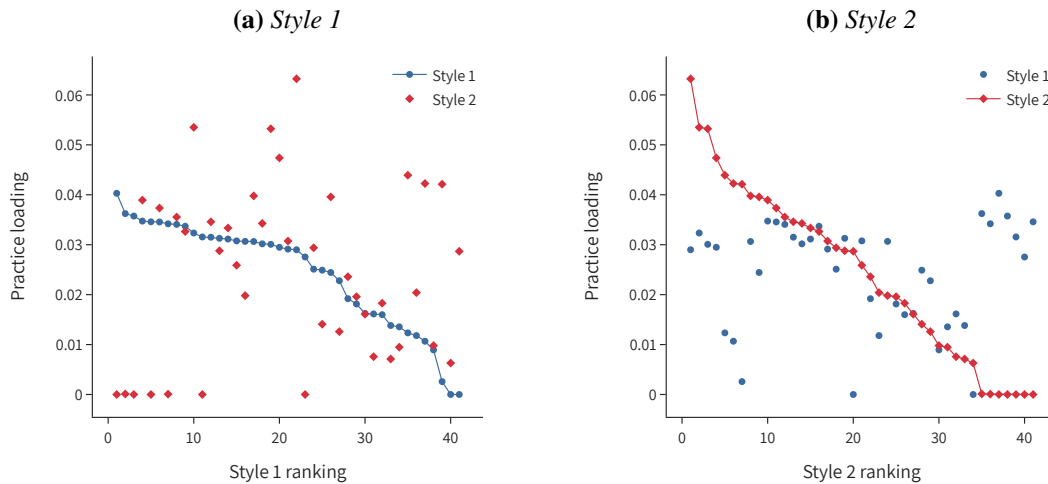 (a) Style 1
Style 1
Style 2
0.06
0.05
0.04
0.03
0.02
0.01
0
Practice loading
0
10
20
30
40
Style 1 ranking
(b) Style 2
Style 1
Style 2
0.06
0.05
0.04
0.03
0.02
0.01
0
Practice loading
0
10
20
30
40
Style 2 ranking